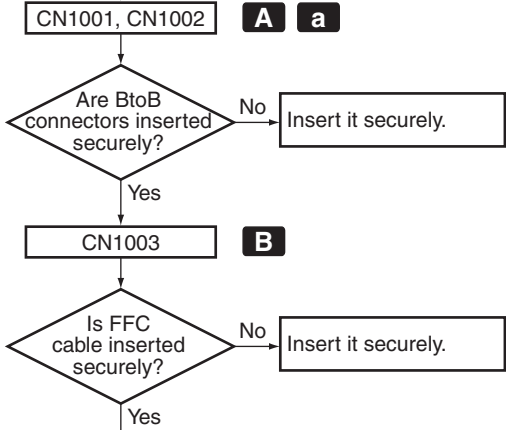 CN1001, CN1002 A a
Are BtoB
connectors inserted
securely?
No
Insert it securely.
Yes
CN1003 B
Is FFC
cable inserted
securely?
No
Insert it securely.
Yes